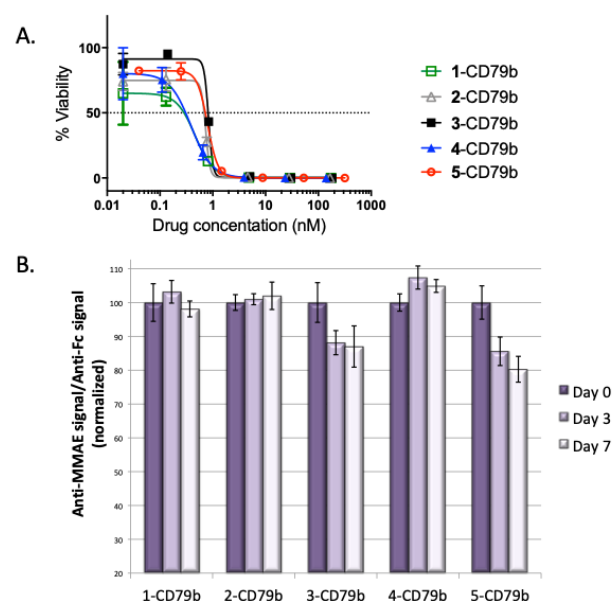 A.
100
50
0
% Viability
0.01 0.1 1 10 100 1000
Drug concentation (nM)
1-CD79b
2-CD79b
3-CD79b
4-CD79b
5-CD79b
B.
110
100
90
80
70
60
50
40
30
20
Anti-MMAE signal/Anti-Fc signal
(normalized)
1-CD79b 2-CD79b 3-CD79b 4-CD79b 5-CD79b
Day 0
Day 3
Day 7